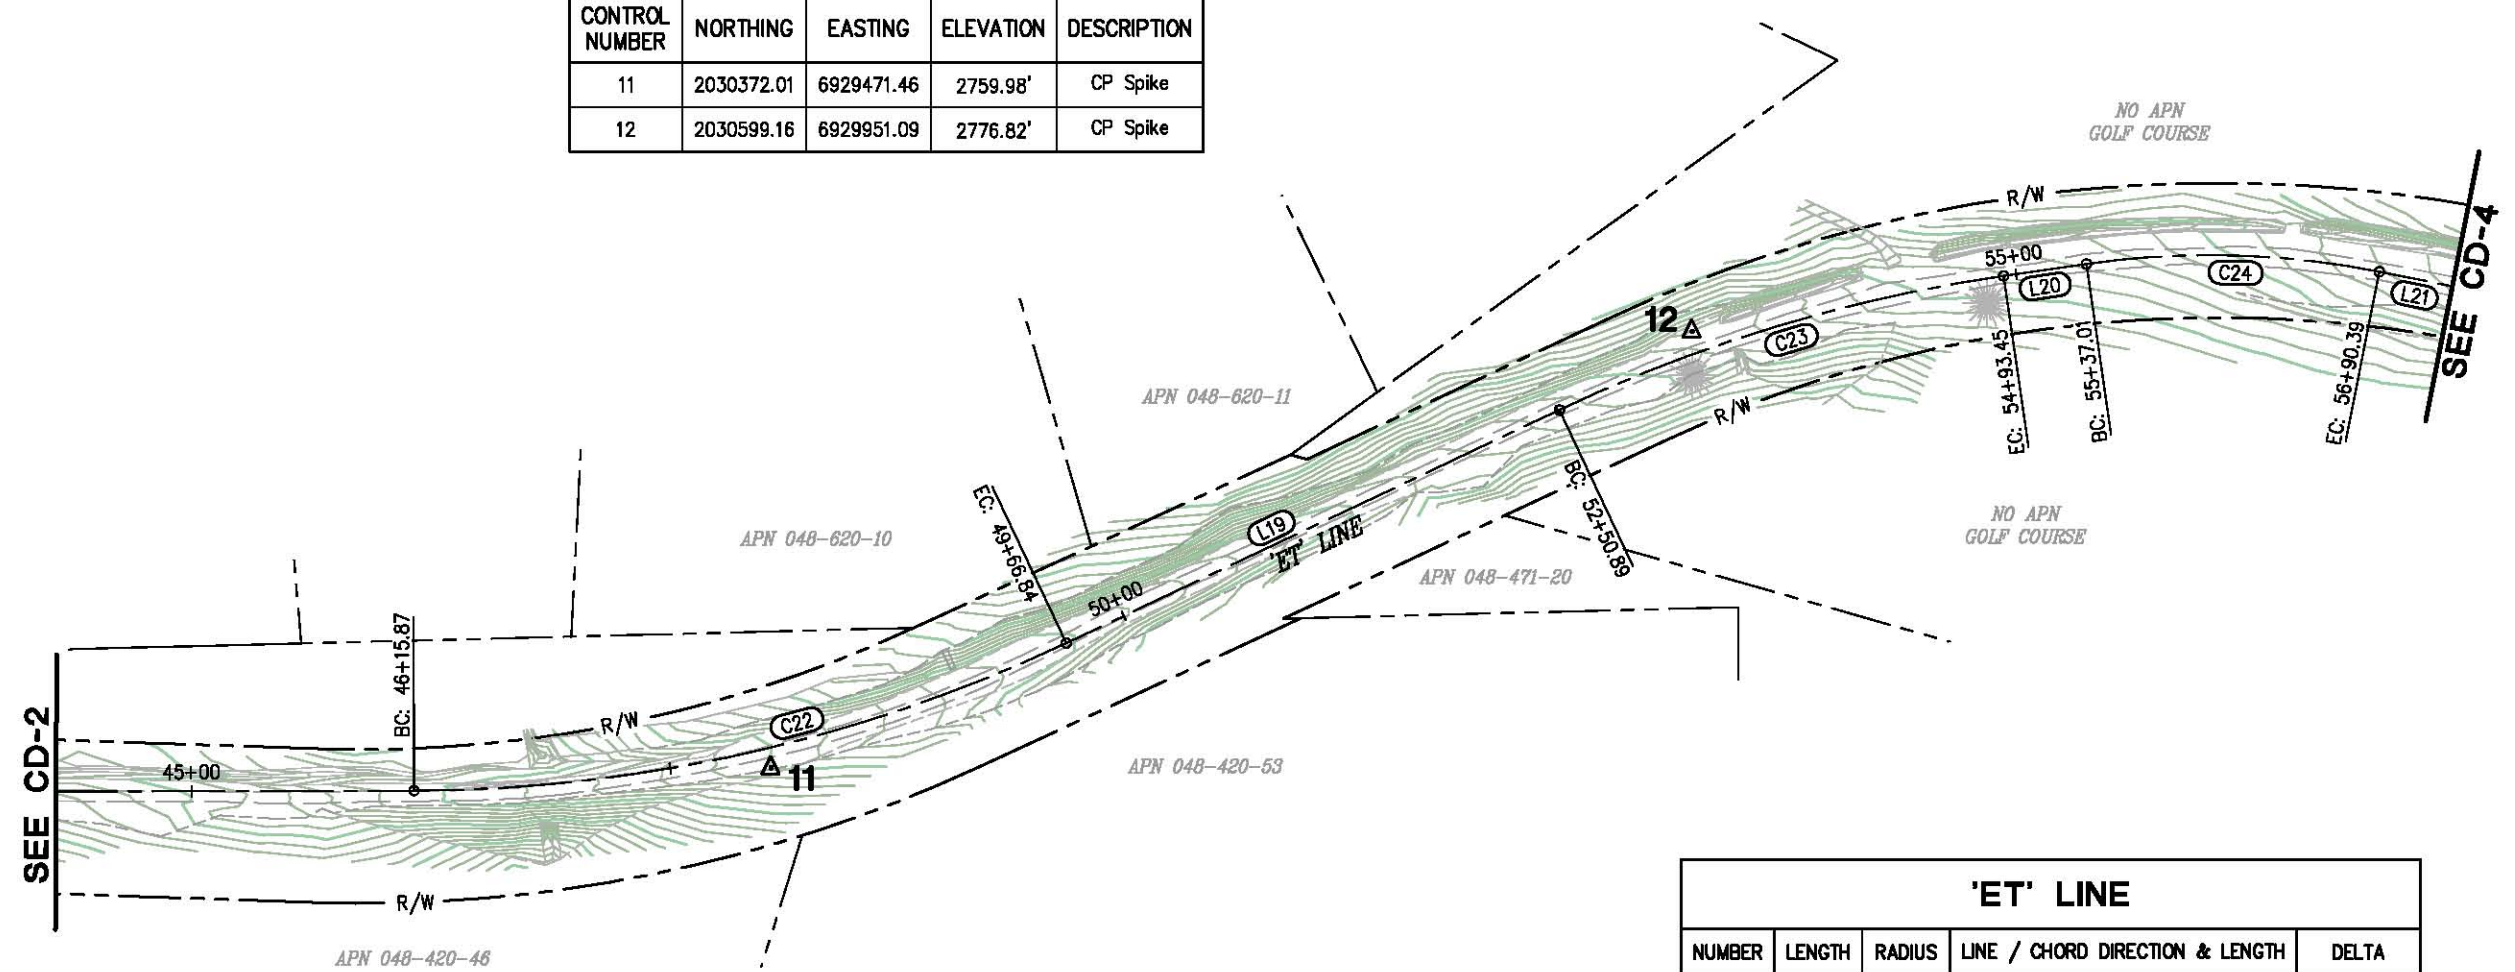 CONTROL NUMBER NORTHING EASTING ELEVATION DESCRIPTION
11 2030372.01 6929471.46 2759.98' CP Spike
12 2030599.16 6929951.09 2776.82' CP Spike
NO APN
GOLF COURSE
R/W
SEE CD-4
55+00
L20
C24
L21
12
C23
EC: 54+93.45
BC: 55+37.01
EC: 56+90.39
R/W
APN 048-620-11
BC: 52+50.89
EC: 49+66.84
L19
'ET' LINE
NO APN
GOLF COURSE
APN 048-620-10
APN 048-471-20
50+00
BC: 46+15.87
R/W
C22
SEE CD-2
45+00
11
APN 048-420-53
R/W
APN 048-420-46
'ET' LINE
NUMBER LENGTH RADIUS LINE / CHORD DIRECTION & LENGTH DELTA